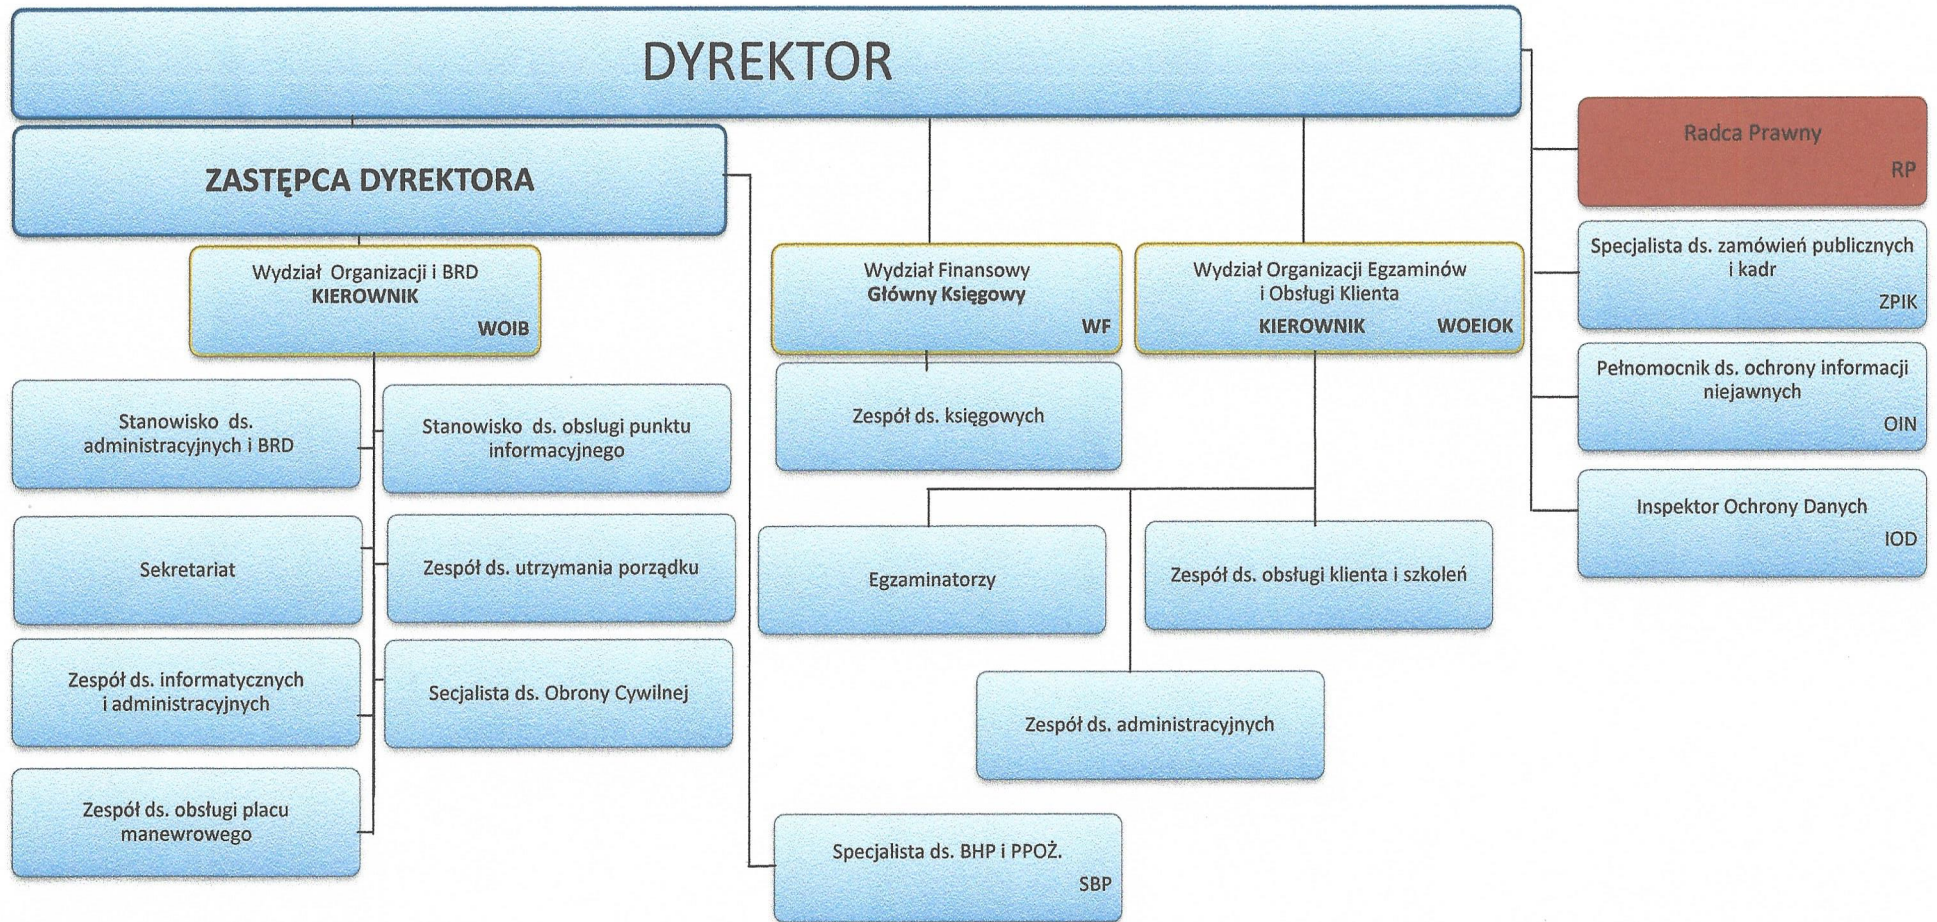 DYREKTOR
ZASTĘPCA DYREKTORA
Wydział Organizacji i BRD
KIEROWNIK
WOIB
Stanowisko ds.
administracyjnych i BRD
Stanowisko ds. obslugi punktu
informacyjnego
Sekretariat
Zespół ds. utrzymania porządku
Zespół ds. informatycznych
i administracyjnych
Secjalista ds. Obrony Cywilnej
Zespół ds. obsługi placu
manewrowego
Wydział Finansowy
Główny Księgowy
WF
Zespół ds. księgowych
Wydział Organizacji Egzaminów
i Obsługi Klienta
KIEROWNIK WOEIOK
Egzaminatorzy
Zespół ds. obsługi klienta i szkoleń
Zespół ds. administracyjnych
Specjalista ds. BHP i PPOŻ.
SBP
Radca Prawny
RP
Specjalista ds. zamówień publicznych
i kadr
ZPIK
Pełnomocnik ds. ochrony informacji
niejawnych
OIN
Inspektor Ochrony Danych
IOD